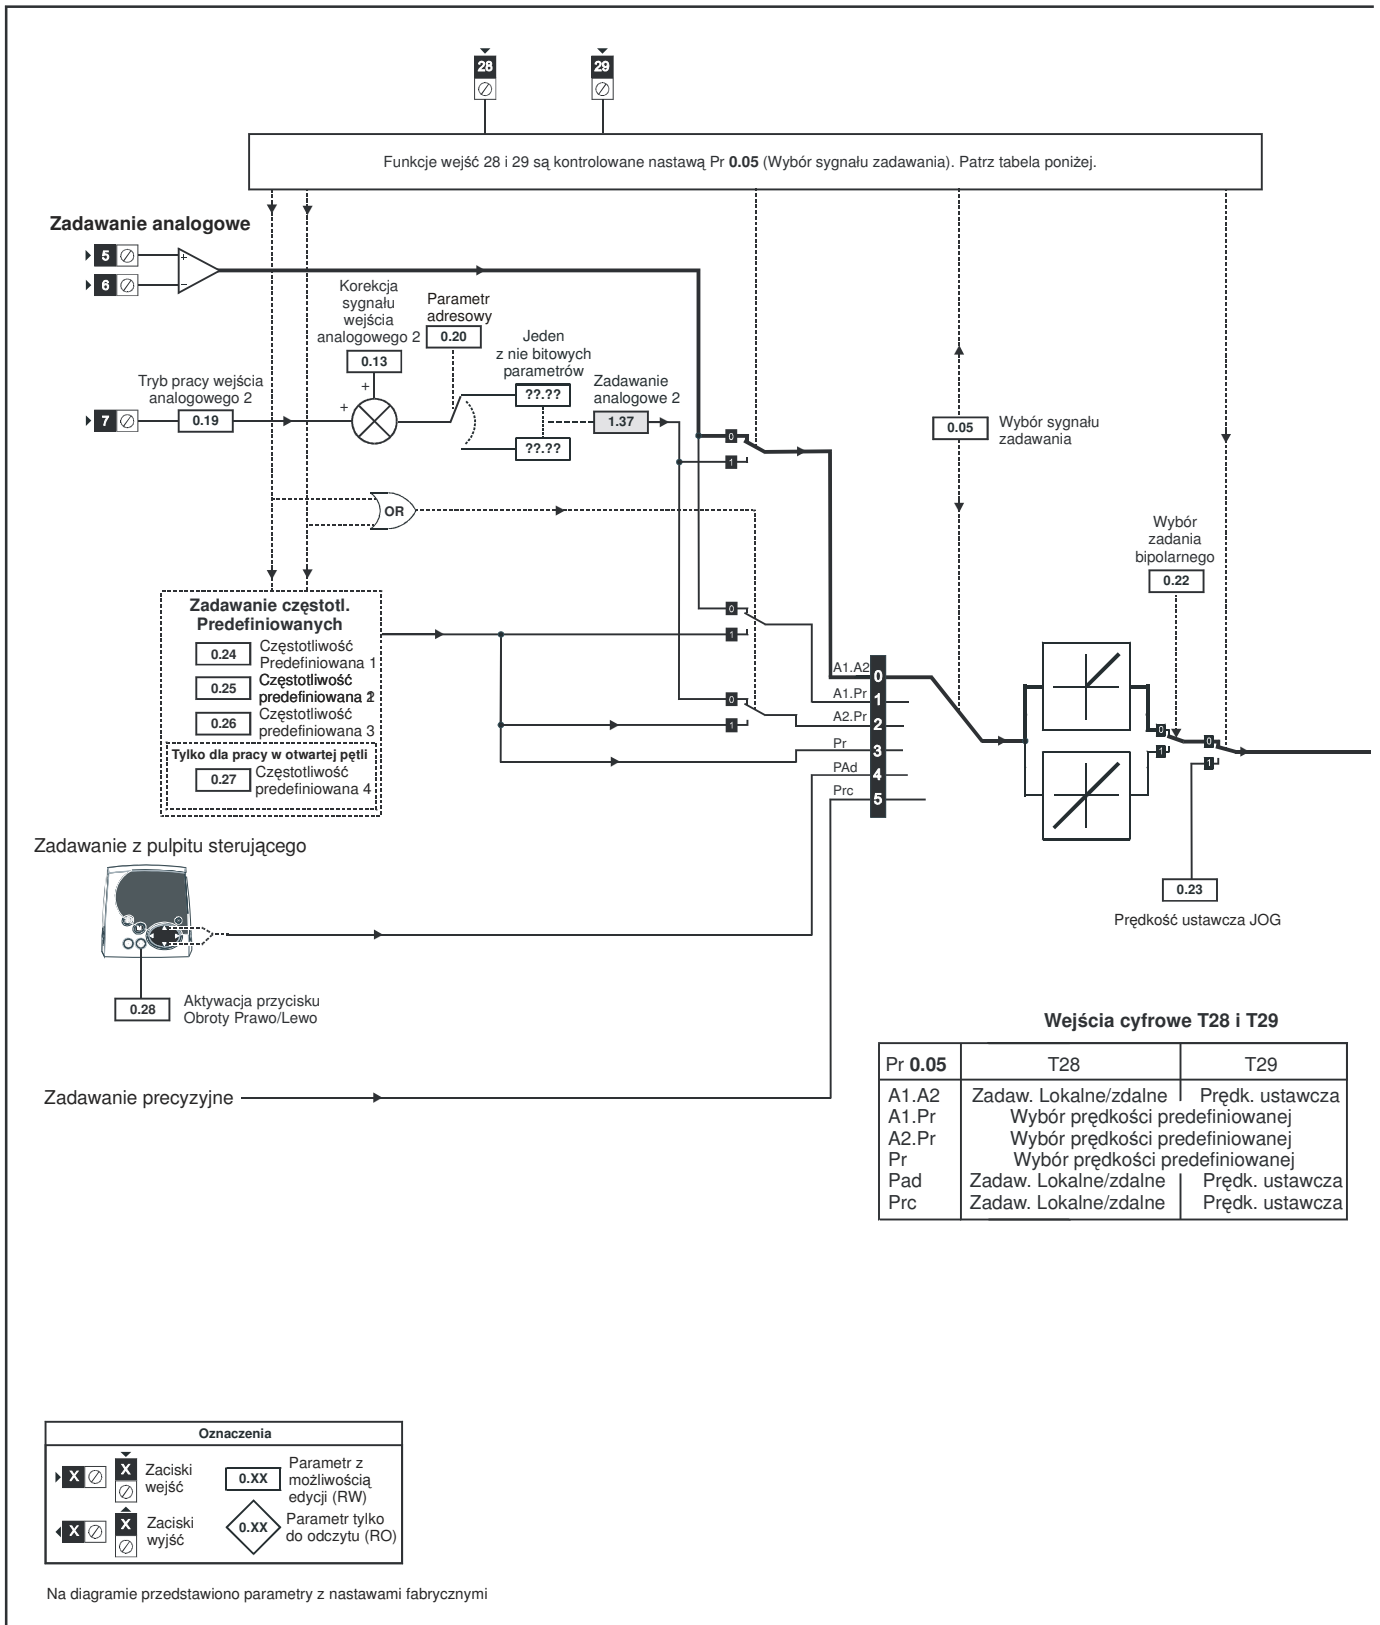 28
29
Funkcje wejść 28 i 29 są kontrolowane nastawą Pr 0.05 (Wybór sygnału zadawania). Patrz tabela poniżej.
Zadawanie analogowe
5
+
6
−
Korekcja
sygnału
wejścia
analogowego 2
0.13
Parametr
adresowy
0.20
Jeden
z nie bitowych
parametrów
??.??
??.??
Zadawanie
analogowe 2
1.37
Tryb pracy wejścia
analogowego 2
7
0.19
+
+
0
1
0.05
Wybór sygnału
zadawania
OR
Wybór
zadania
bipolarnego
0.22
Zadawanie częstotl.
Predefiniowanych
0.24
Częstotliwość
Predefiniowana 1
0.25
Częstotliwość
predefiniowana 2
0.26
Częstotliwość
predefiniowana 3
Tylko dla pracy w otwartej pętli
0.27
Częstotliwość
predefiniowana 4
0
1
0
1
A1.A2
0
A1.Pr
1
A2.Pr
2
Pr
3
PAd
4
Prc
5
0
1
0
1
0.23
Prędkość ustawcza JOG
Zadawanie z pulpitu sterującego
0.28
Aktywacja przycisku
Obroty Prawo/Lewo
Zadawanie precyzyjne
Wejścia cyfrowe T28 i T29
Pr 0.05 T28 T29
A1.A2 Zadaw. Lokalne/zdalne Prędk. ustawcza
A1.Pr Wybór prędkości predefiniowanej
A2.Pr Wybór prędkości predefiniowanej
Pr Wybór prędkości predefiniowanej
Pad Zadaw. Lokalne/zdalne Prędk. ustawcza
Prc Zadaw. Lokalne/zdalne Prędk. ustawcza
Oznaczenia
X
X
Zaciski
wejść
0.XX
Parametr z
możliwością
edycji (RW)
X
X
Zaciski
wyjść
0.XX
Parametr tylko
do odczytu (RO)
Na diagramie przedstawiono parametry z nastawami fabrycznymi